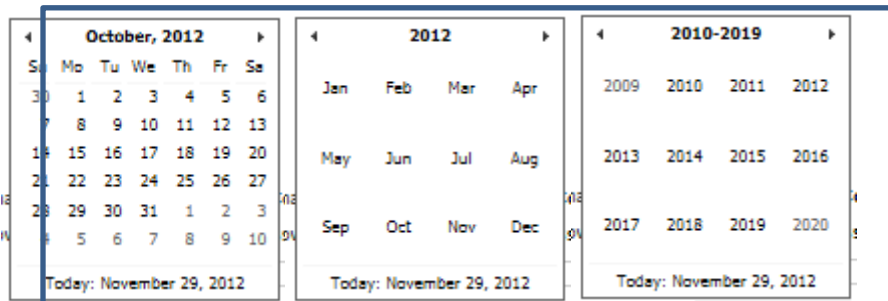 October, 2012
Su Mo Tu We Th Fr Sa
30 1 2 3 4 5 6
7 8 9 10 11 12 13
14 15 16 17 18 19 20
21 22 23 24 25 26 27
28 29 30 31 1 2 3
4 5 6 7 8 9 10
Today: November 29, 2012
2012
Jan Feb Mar Apr
May Jun Jul Aug
Sep Oct Nov Dec
Today: November 29, 2012
2010-2019
2009 2010 2011 2012
2013 2014 2015 2016
2017 2018 2019 2020
Today: November 29, 2012